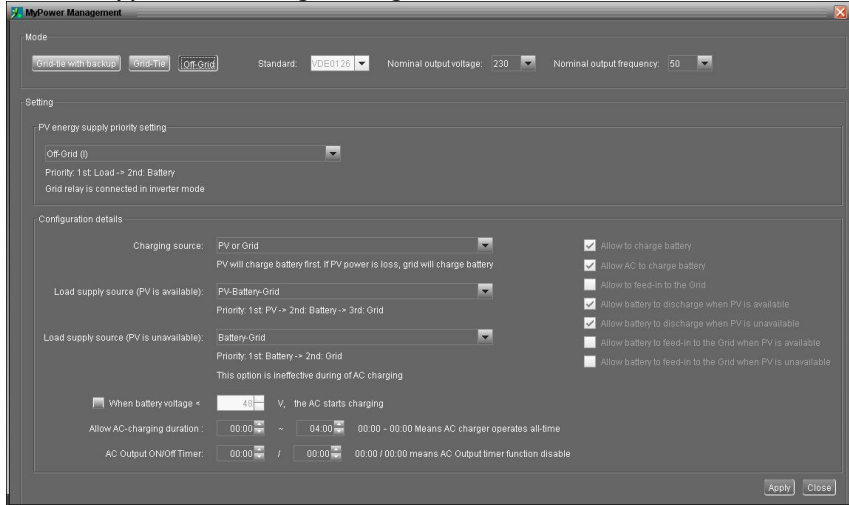 MyPower Management
Mode
Grid-tie with backup Grid-Tie Off-Grid Standard: VDE0126 Nominal output voltage: 230 Nominal output frequency: 50
Setting
PV energy supply priority setting
Off-Grid (I)
Priority: 1st: Load -> 2nd: Battery
Grid relay is connected in inverter mode
Configuration details
Charging source: PV or Grid
PV will charge battery first. If PV power is loss, grid will charge battery
Load supply source (PV is available): PV-Battery-Grid
Priority: 1st: PV -> 2nd: Battery -> 3rd: Grid
Load supply source (PV is unavailable): Battery-Grid
Priority: 1st: Battery -> 2nd: Grid
This option is ineffective during of AC charging
When battery voltage < 48 V, the AC starts charging
Allow AC-charging duration : 00:00 ~ 04:00 00:00 - 00:00 Means AC charger operates all-time
AC Output ON/Off Timer: 00:00 / 00:00 00:00 / 00:00 means AC Output timer function disable
Allow to charge battery
Allow AC to charge battery
Allow to feed-in to the Grid
Allow battery to discharge when PV is available
Allow battery to discharge when PV is unavailable
Allow battery to feed-in to the Grid when PV is available
Allow battery to feed-in to the Grid when PV is unavailable
Apply Close